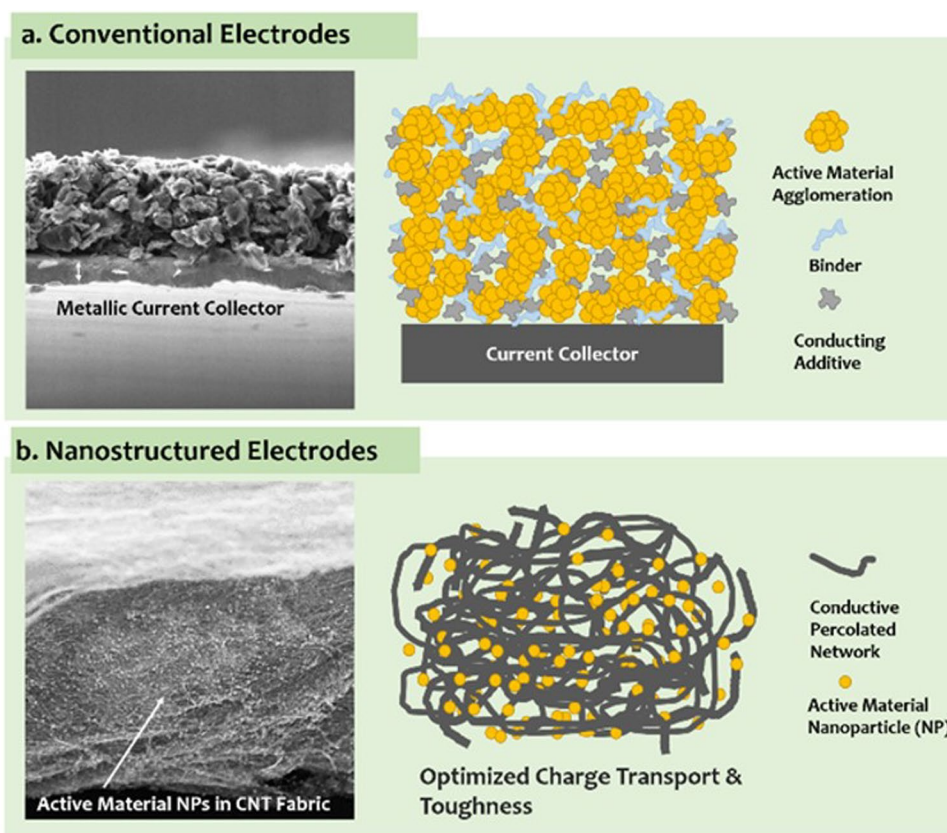 a. Conventional Electrodes
Metallic Current Collector
Current Collector
Active Material
Agglomeration
Binder
Conducting
Additive
b. Nanostructured Electrodes
Active Material NPs in CNT Fabric
Optimized Charge Transport &
Toughness
Conductive
Percolated
Network
Active Material
Nanoparticle (NP)